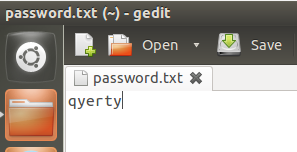 password.txt (~) - gedit
Open Save
password.txt
qyerty